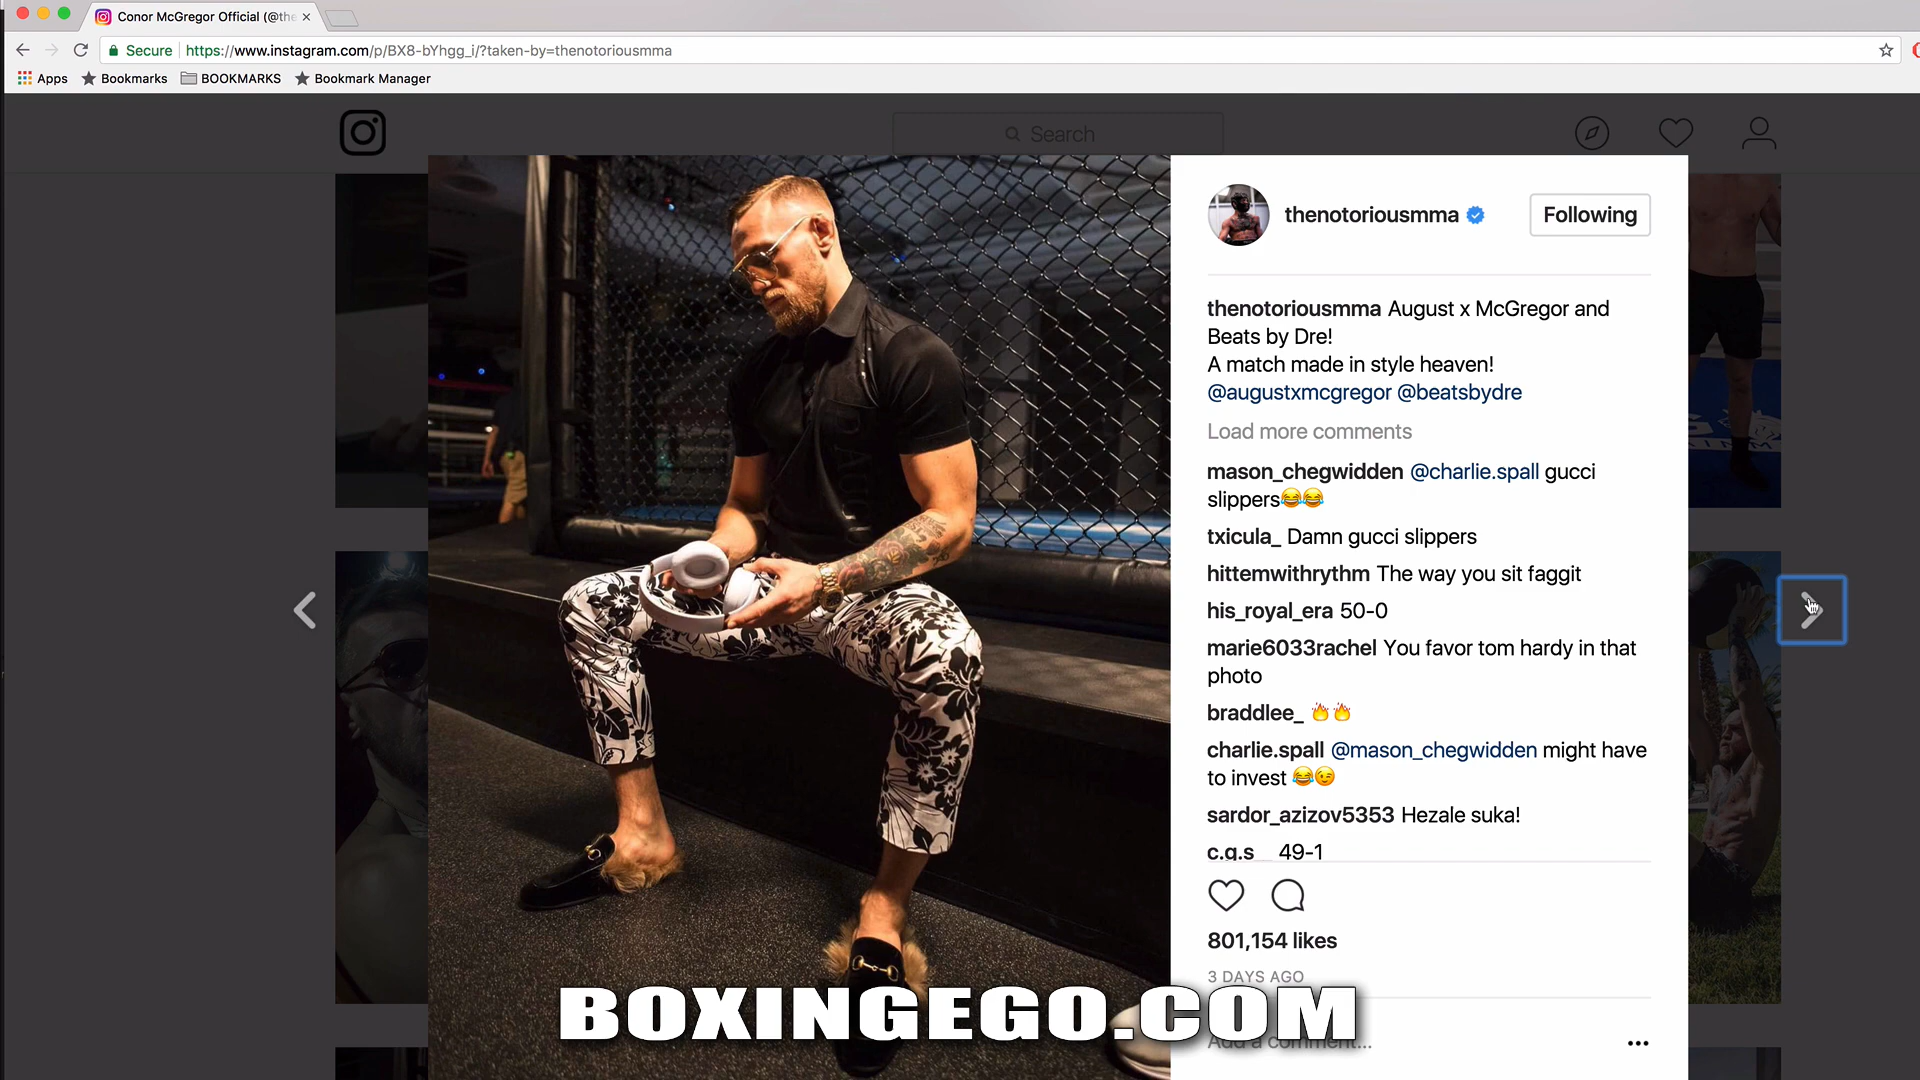 Conor McGregor Official (@the
Secure https://www.instagram.com/p/BX8-bYhgg_i/?taken-by=thenotoriousmma
Apps Bookmarks BOOKMARKS Bookmark Manager
Search
thenotoriousmma Following
thenotoriousmma August x McGregor and
Beats by Dre!
A match made in style heaven!
@augustxmcgregor @beatsbydre
Load more comments
mason_chegwidden @charlie.spall gucci
slippers😂😂
txicula_ Damn gucci slippers
hittemwithrythm The way you sit faggit
his_royal_era 50-0
marie6033rachel You favor tom hardy in that
photo
braddlee_ 🔥🔥
charlie.spall @mason_chegwidden might have
to invest 😂😉
sardor_azizov5353 Hezale suka!
c.g.s__ 49-1
801,154 likes
3 DAYS AGO
BOXINGEGO.COM
Add a comment...